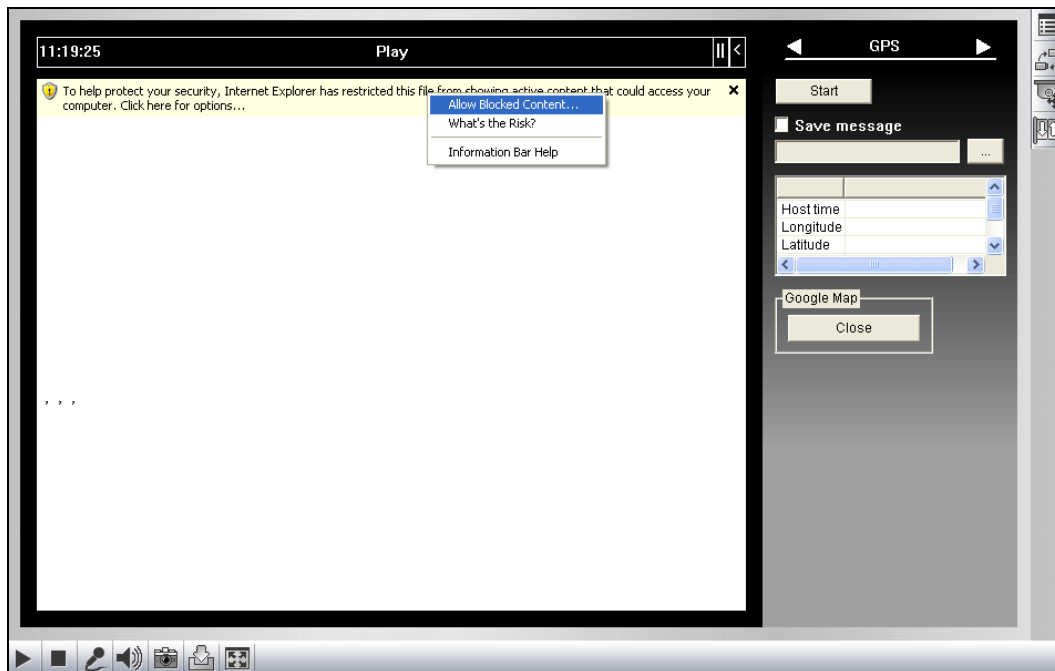 11:19:25 Play || <
To help protect your security, Internet Explorer has restricted this file from showing active content that could access your
computer. Click here for options...
Allow Blocked Content...
What's the Risk?
Information Bar Help
, , ,
GPS
Start
Save message
...
Host time
Longitude
Latitude
Google Map
Close